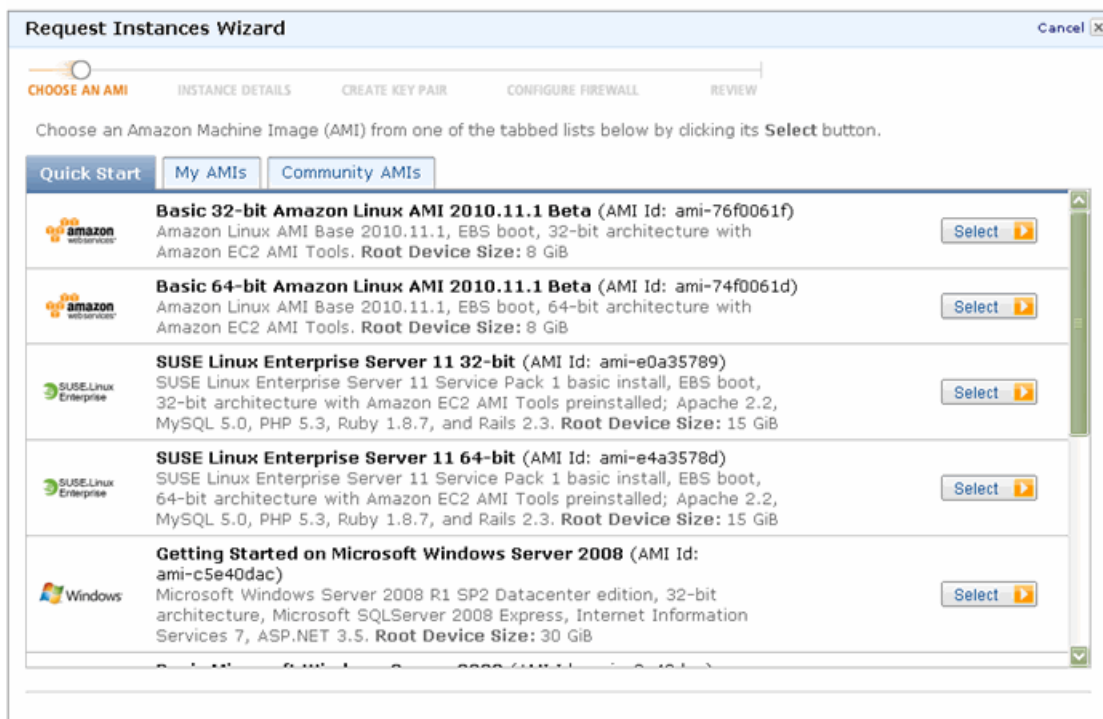 Request Instances Wizard
Cancel
CHOOSE AN AMI
INSTANCE DETAILS
CREATE KEY PAIR
CONFIGURE FIREWALL
REVIEW
Choose an Amazon Machine Image (AMI) from one of the tabbed lists below by clicking its Select button.
Quick Start
My AMIs
Community AMIs
amazon
webservices
Basic 32-bit Amazon Linux AMI 2010.11.1 Beta (AMI Id: ami-76f0061f)
Amazon Linux AMI Base 2010.11.1, EBS boot, 32-bit architecture with
Amazon EC2 AMI Tools. Root Device Size: 8 GiB
Select
amazon
webservices
Basic 64-bit Amazon Linux AMI 2010.11.1 Beta (AMI Id: ami-74f0061d)
Amazon Linux AMI Base 2010.11.1, EBS boot, 64-bit architecture with
Amazon EC2 AMI Tools. Root Device Size: 8 GiB
Select
SUSE Linux
Enterprise
SUSE Linux Enterprise Server 11 32-bit (AMI Id: ami-e0a35789)
SUSE Linux Enterprise Server 11 Service Pack 1 basic install, EBS boot,
32-bit architecture with Amazon EC2 AMI Tools preinstalled; Apache 2.2,
MySQL 5.0, PHP 5.3, Ruby 1.8.7, and Rails 2.3. Root Device Size: 15 GiB
Select
SUSE Linux
Enterprise
SUSE Linux Enterprise Server 11 64-bit (AMI Id: ami-e4a3578d)
SUSE Linux Enterprise Server 11 Service Pack 1 basic install, EBS boot,
64-bit architecture with Amazon EC2 AMI Tools preinstalled; Apache 2.2,
MySQL 5.0, PHP 5.3, Ruby 1.8.7, and Rails 2.3. Root Device Size: 15 GiB
Select
Windows
Getting Started on Microsoft Windows Server 2008 (AMI Id:
ami-c5e40dac)
Microsoft Windows Server 2008 R1 SP2 Datacenter edition, 32-bit
architecture, Microsoft SQLServer 2008 Express, Internet Information
Services 7, ASP.NET 3.5. Root Device Size: 30 GiB
Select